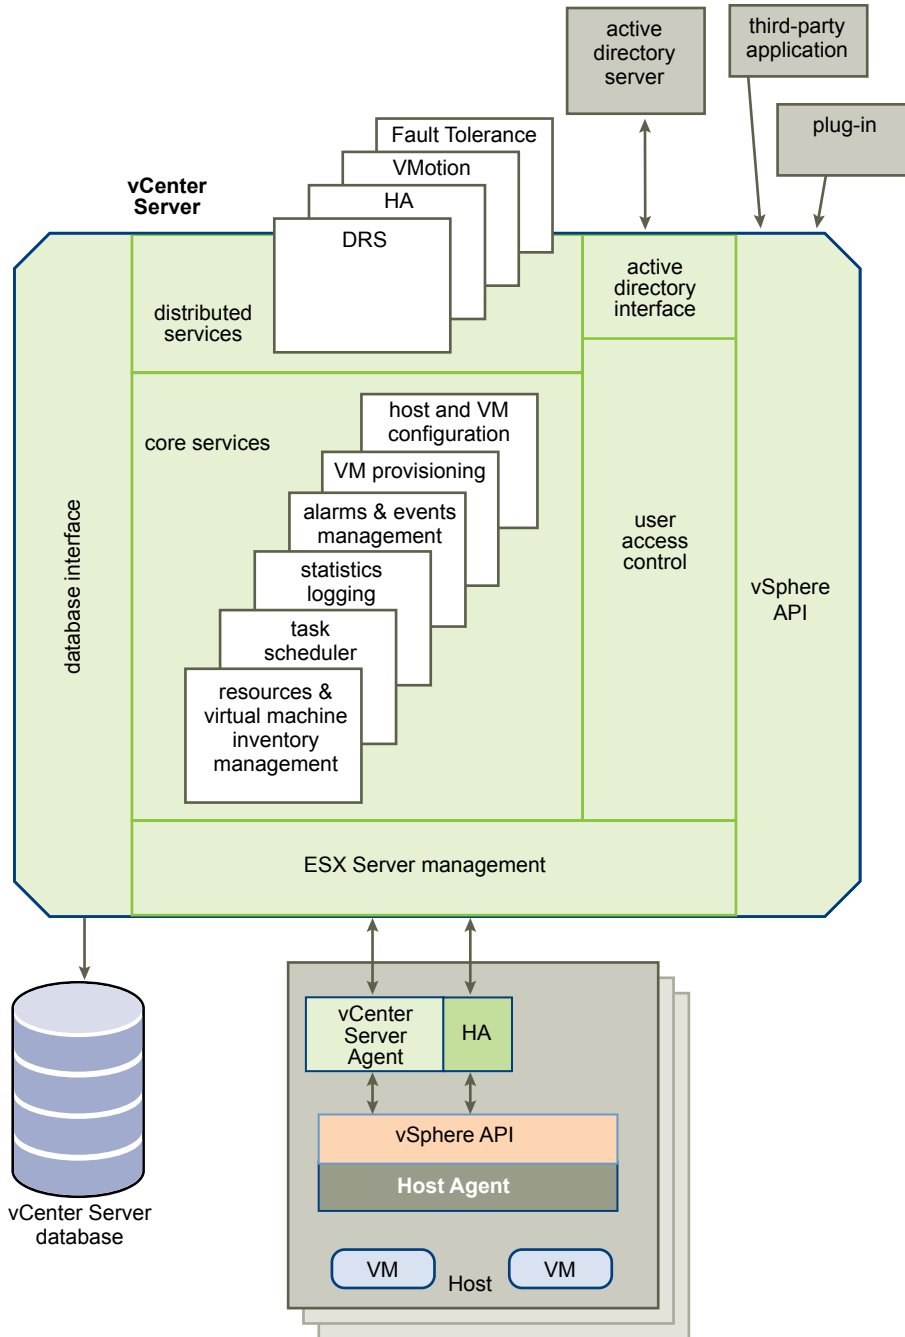 active
directory
server
third-party
application
plug-in
Fault Tolerance
VMotion
HA
DRS
vCenter
Server
distributed
services
active
directory
interface
core services
host and VM
configuration
VM provisioning
alarms & events
management
statistics
logging
task
scheduler
resources &
virtual machine
inventory
management
user
access
control
database interface
vSphere
API
ESX Server management
vCenter
Server
Agent
HA
vSphere API
Host Agent
VM
VM
Host
vCenter Server
database